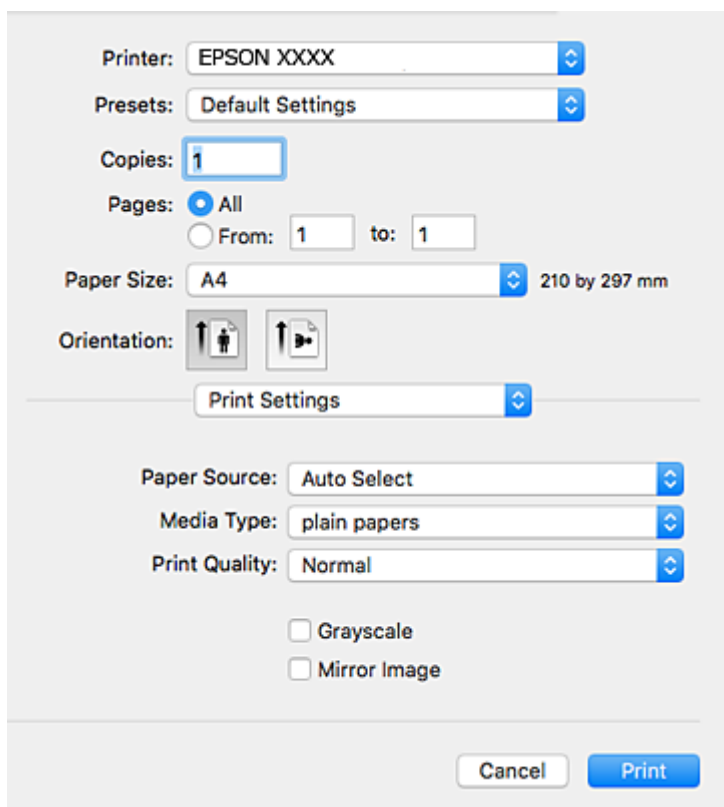 Printer: EPSON XXXX
Presets: Default Settings
Copies: 1
Pages: All
From: 1 to: 1
Paper Size: A4 210 by 297 mm
Orientation:
Print Settings
Paper Source: Auto Select
Media Type: plain papers
Print Quality: Normal
Grayscale
Mirror Image
Cancel Print